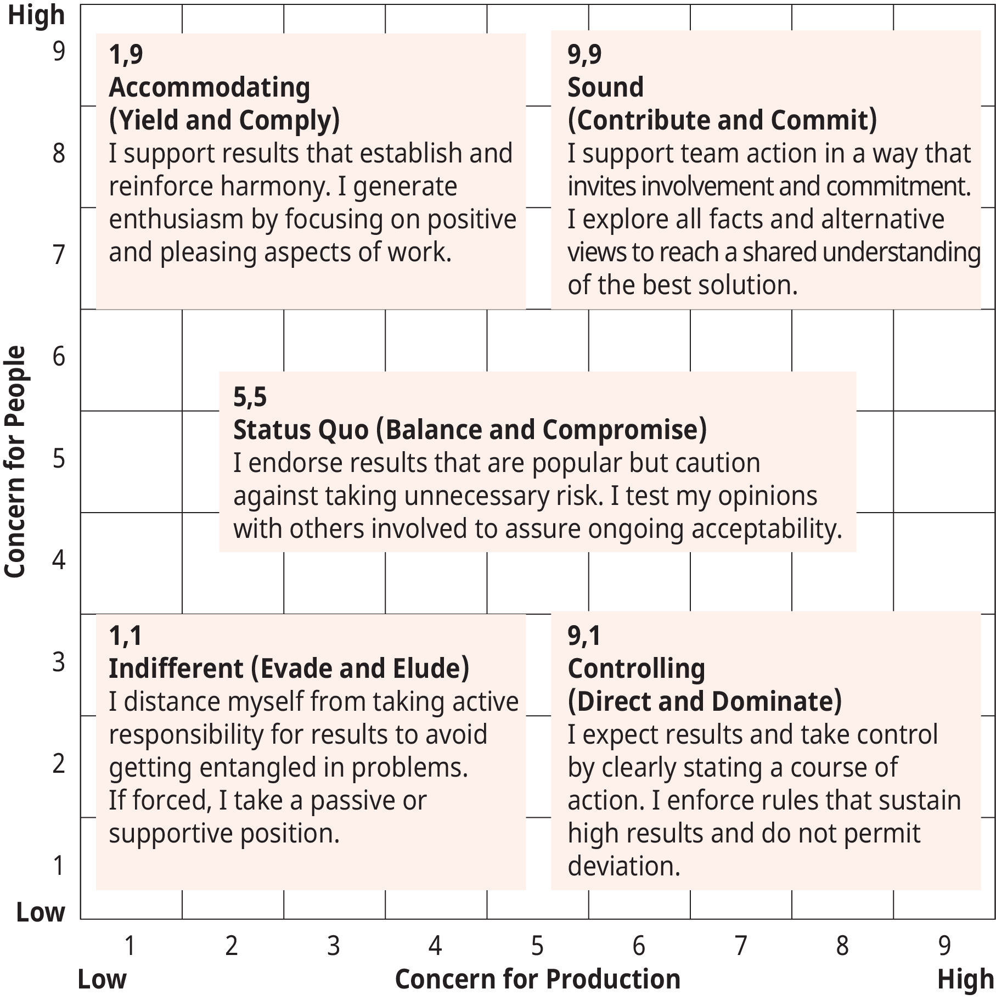 High
9
8
7
6
5
4
3
2
1
Low
Concern for People
1,9
Accommodating
(Yield and Comply)
I support results that establish and
reinforce harmony. I generate
enthusiasm by focusing on positive
and pleasing aspects of work.
9,9
Sound
(Contribute and Commit)
I support team action in a way that
invites involvement and commitment.
I explore all facts and alternative
views to reach a shared understanding
of the best solution.
5,5
Status Quo (Balance and Compromise)
I endorse results that are popular but caution
against taking unnecessary risk. I test my opinions
with others involved to assure ongoing acceptability.
1,1
Indifferent (Evade and Elude)
I distance myself from taking active
responsibility for results to avoid
getting entangled in problems.
If forced, I take a passive or
supportive position.
9,1
Controlling
(Direct and Dominate)
I expect results and take control
by clearly stating a course of
action. I enforce rules that sustain
high results and do not permit
deviation.
1 2 3 4 5 6 7 8 9
Low Concern for Production High